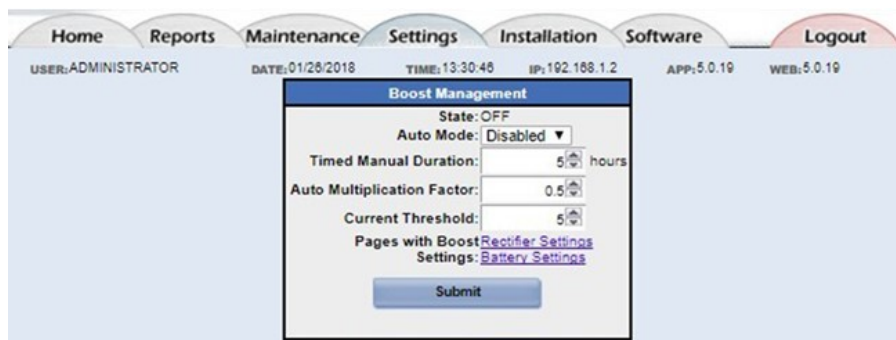 Home Reports Maintenance Settings Installation Software Logout
USER:ADMINISTRATOR DATE:01/26/2018 TIME:13:30:46 IP:192.168.1.2 APP:5.0.19 WEB:5.0.19
Boost Management
State: OFF
Auto Mode: Disabled
Timed Manual Duration: 5 hours
Auto Multiplication Factor: 0.5
Current Threshold: 5
Pages with Boost Rectifier Settings
Settings: Battery Settings
Submit